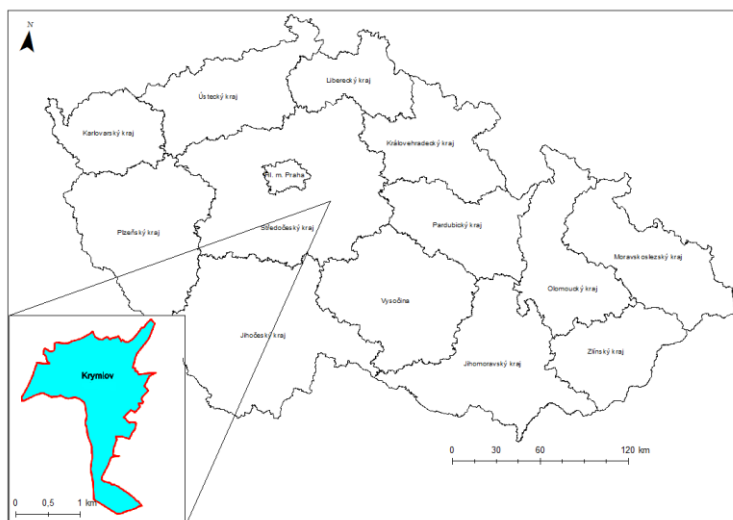 N
Liberecký kraj
Ústecký kraj
Karlovarský kraj
Královehradecký kraj
Hl. m. Praha
Plzeňský kraj
Středočeský kraj
Pardubický kraj
Moravskoslezský kraj
Olomoucký kraj
Vysočina
Jihočeský kraj
Zlínský kraj
Jihomoravský kraj
Krymlov
0 30 60 120 km
0 0,5 1 km